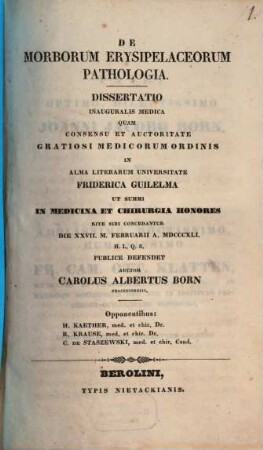 1.
DE
MORBORUM ERYSIPELACEORUM
PATHOLOGIA.
DISSERTATIO
INAUGURALIS MEDICA
QUAM
CONSENSU ET AUCTORITATE
GRATIOSI MEDICORUM ORDINIS
IN
ALMA LITERARUM UNIVERSITATE
FRIDERICA GUILELMA
UT SUMMI
IN MEDICINA ET CHIRURGIA HONORES
RITE SIBI CONCEDANTUR
DIE XXVII. M. FEBRUARII A. MDCCCXLI.
H. L. Q. S.
PUBLICE DEFENDET
AUCTOR
CAROLUS ALBERTUS BORN
Opponentibus:
H. KAETHER, med. et chir. Dr.
R. KRAUSE, med. et chir. Dr.
C. DE STASZEWSKI, med. et chir. Cand.
BEROLINI,
TYPIS NIETACKIANIS.